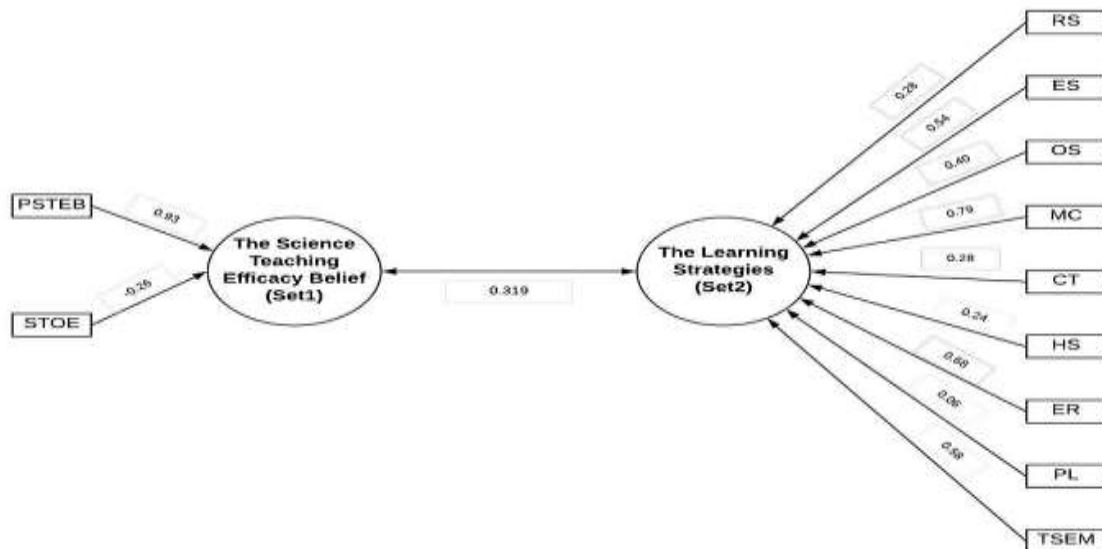 RS
0.28
ES
0.54
OS
0.40
MC
0.79
CT
0.28
HS
0.24
ER
0.68
PL
0.06
TSEM
0.58
PSTEB
0.93
STOE
-0.26
The Science
Teaching
Efficacy Belief
(Set1)
0.319
The Learning
Strategies
(Set2)